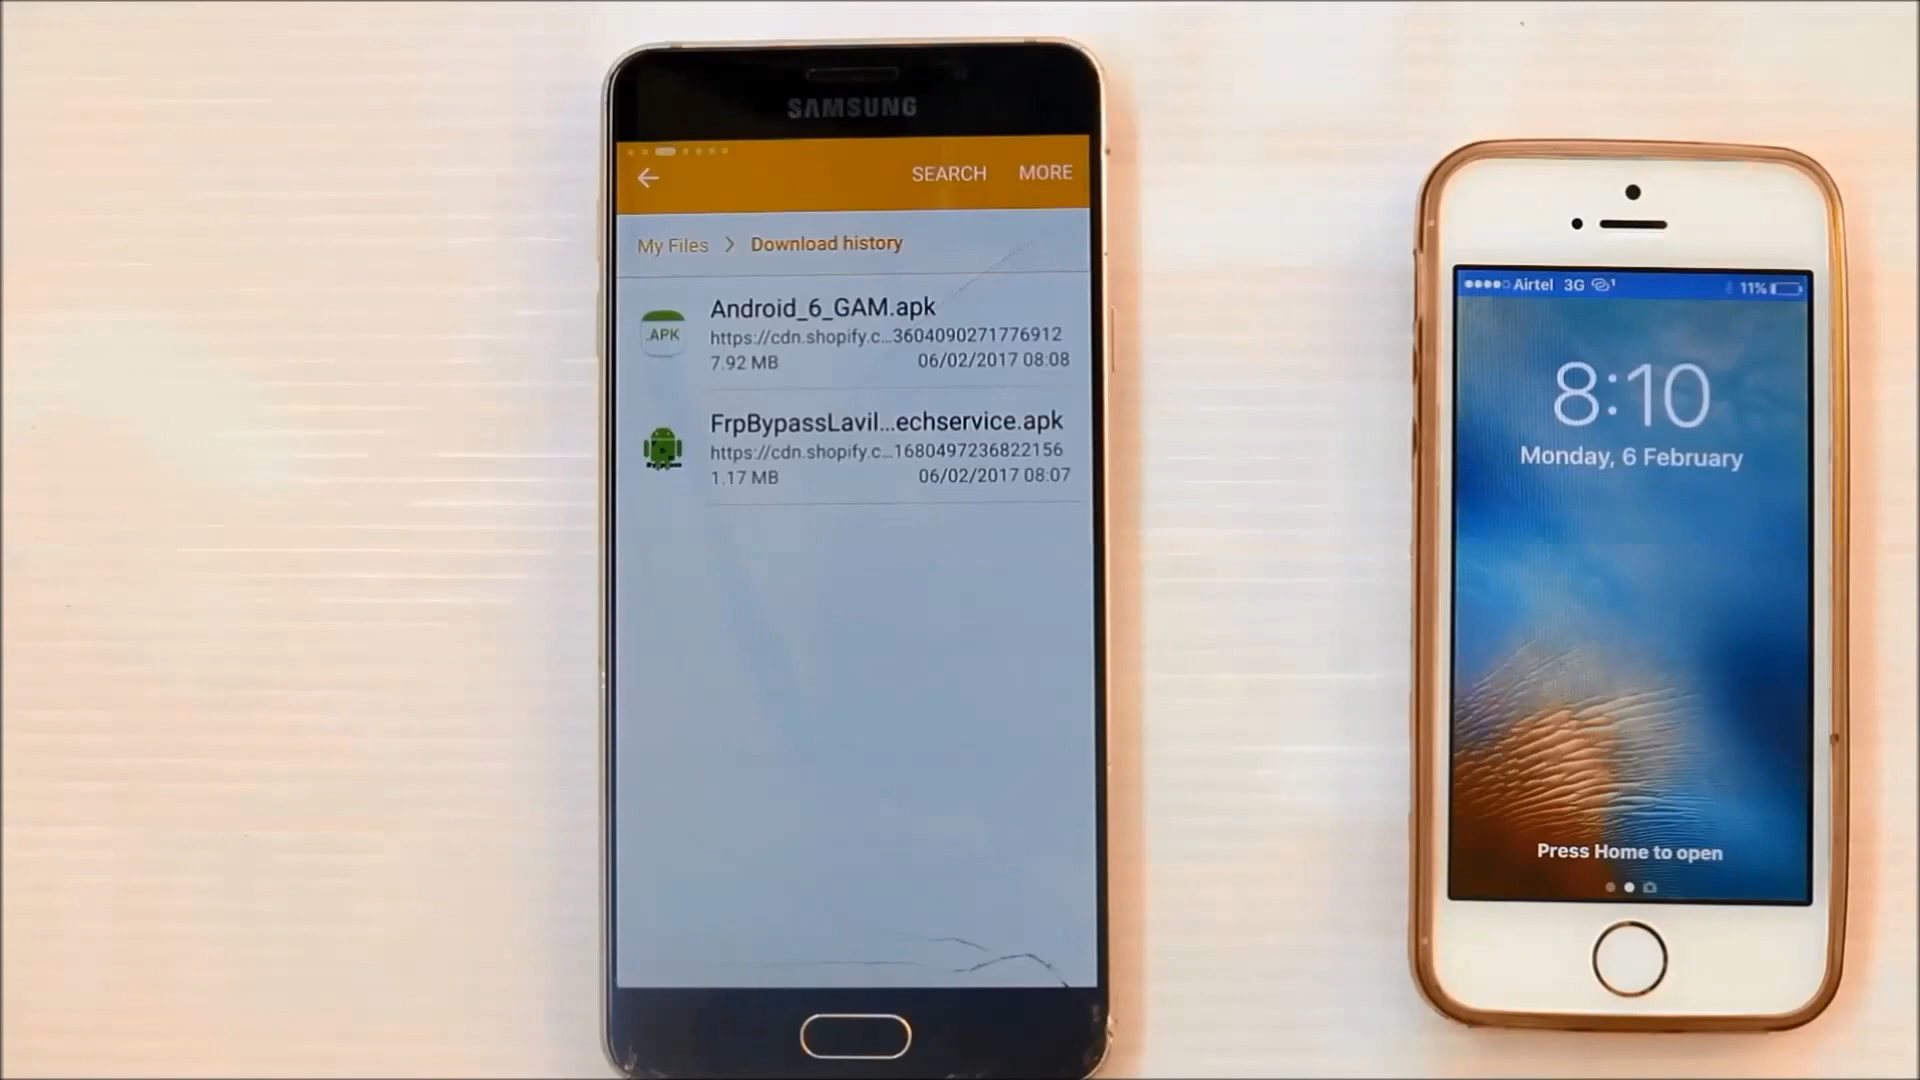 SAMSUNG
SEARCH MORE
My Files > Download history
.APK
Android_6_GAM.apk
https://cdn.shopify.c...3604090271776912
7.92 MB 06/02/2017 08:08
FrpBypassLavil...echservice.apk
https://cdn.shopify.c...1680497236822156
1.17 MB 06/02/2017 08:07
Airtel 3G 11%
8:10
Monday, 6 February
Press Home to open